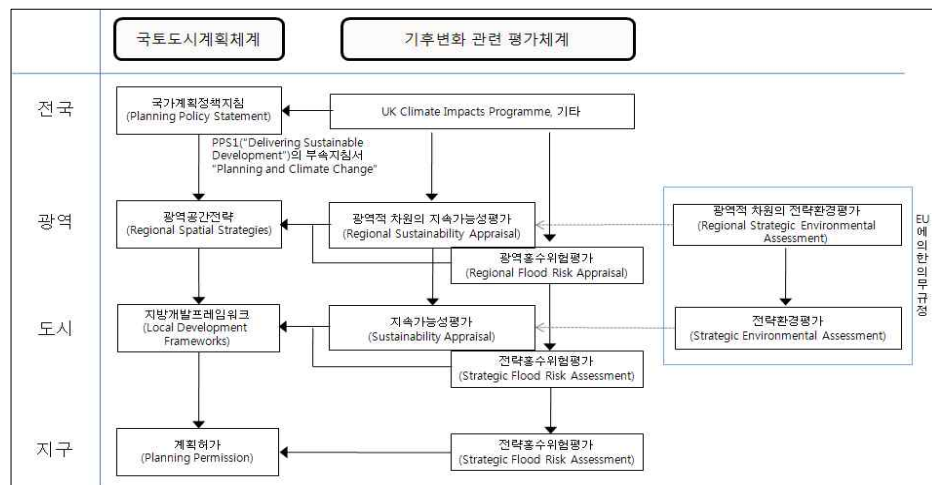 국토도시계획체계
기후변화 관련 평가체계
전국
국가계획정책지침
(Planning Policy Statement)
UK Climate Impacts Programme, 기타
PPS1("Delivering Sustainable
Development")의 부속지침서
"Planning and Climate Change"
광역
광역공간전략
(Regional Spatial Strategies)
광역적 차원의 지속가능성평가
(Regional Sustainability Appraisal)
광역적 차원의 전략환경평가
(Regional Strategic Environmental
Assessment)
EU
에
의
한
의
무
규
정
광역홍수위험평가
(Regional Flood Risk Appraisal)
도시
지방개발프레임워크
(Local Development
Frameworks)
지속가능성평가
(Sustainability Appraisal)
전략환경평가
(Strategic Environmental Assessment)
전략홍수위험평가
(Strategic Flood Risk Assessment)
지구
계획허가
(Planning Permission)
전략홍수위험평가
(Strategic Flood Risk Assessment)